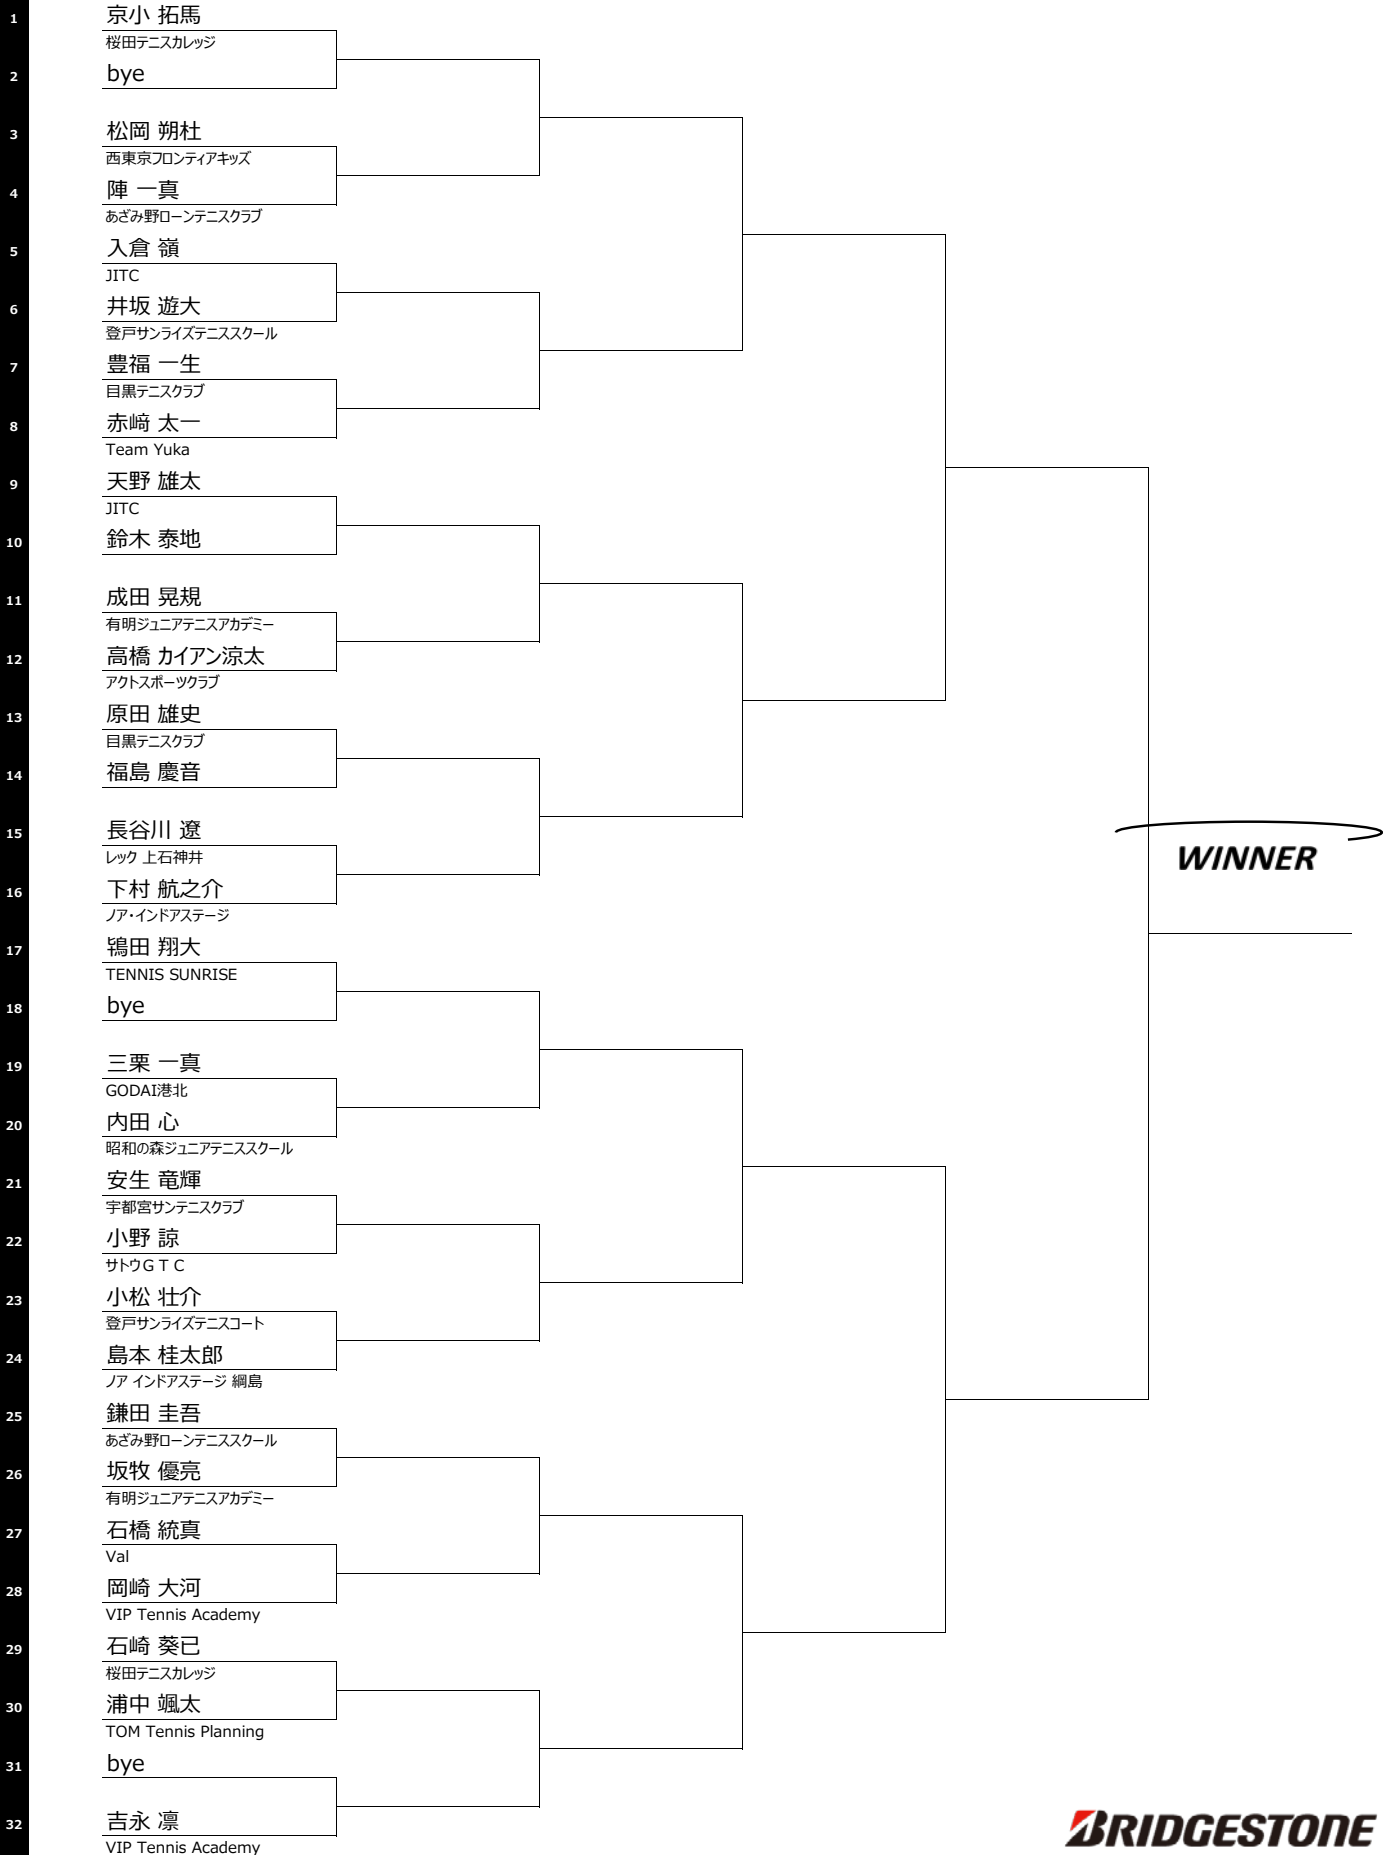 1 京小 拓馬
桜田テニスカレッジ
2 bye
3 松岡 朔杜
西東京フロンティアキッズ
4 陣 一真
あざみ野ローンテニスクラブ
5 入倉 嶺
JITC
6 井坂 遊大
登戸サンライズテニススクール
7 豊福 一生
目黒テニスクラブ
8 赤﨑 太一
Team Yuka
9 天野 雄太
JITC
10 鈴木 泰地
11 成田 晃規
有明ジュニアテニスアカデミー
12 高橋 カイアン涼太
アクトスポーツクラブ
13 原田 雄史
目黒テニスクラブ
14 福島 慶音
15 長谷川 遼
レック 上石神井
WINNER
16 下村 航之介
ノア・インドアステージ
17 鴇田 翔大
TENNIS SUNRISE
18 bye
19 三栗 一真
GODAI港北
20 内田 心
昭和の森ジュニアテニススクール
21 安生 竜輝
宇都宮サンテニスクラブ
22 小野 諒
サトウＧＴＣ
23 小松 壮介
登戸サンライズテニスコート
24 島本 桂太郎
ノア インドアステージ 綱島
25 鎌田 圭吾
あざみ野ローンテニススクール
26 坂牧 優亮
有明ジュニアテニスアカデミー
27 石橋 統真
Val
28 岡崎 大河
VIP Tennis Academy
29 石崎 葵已
桜田テニスカレッジ
30 浦中 颯太
TOM Tennis Planning
31 bye
32 吉永 凛
VIP Tennis Academy
BRIDGESTONE